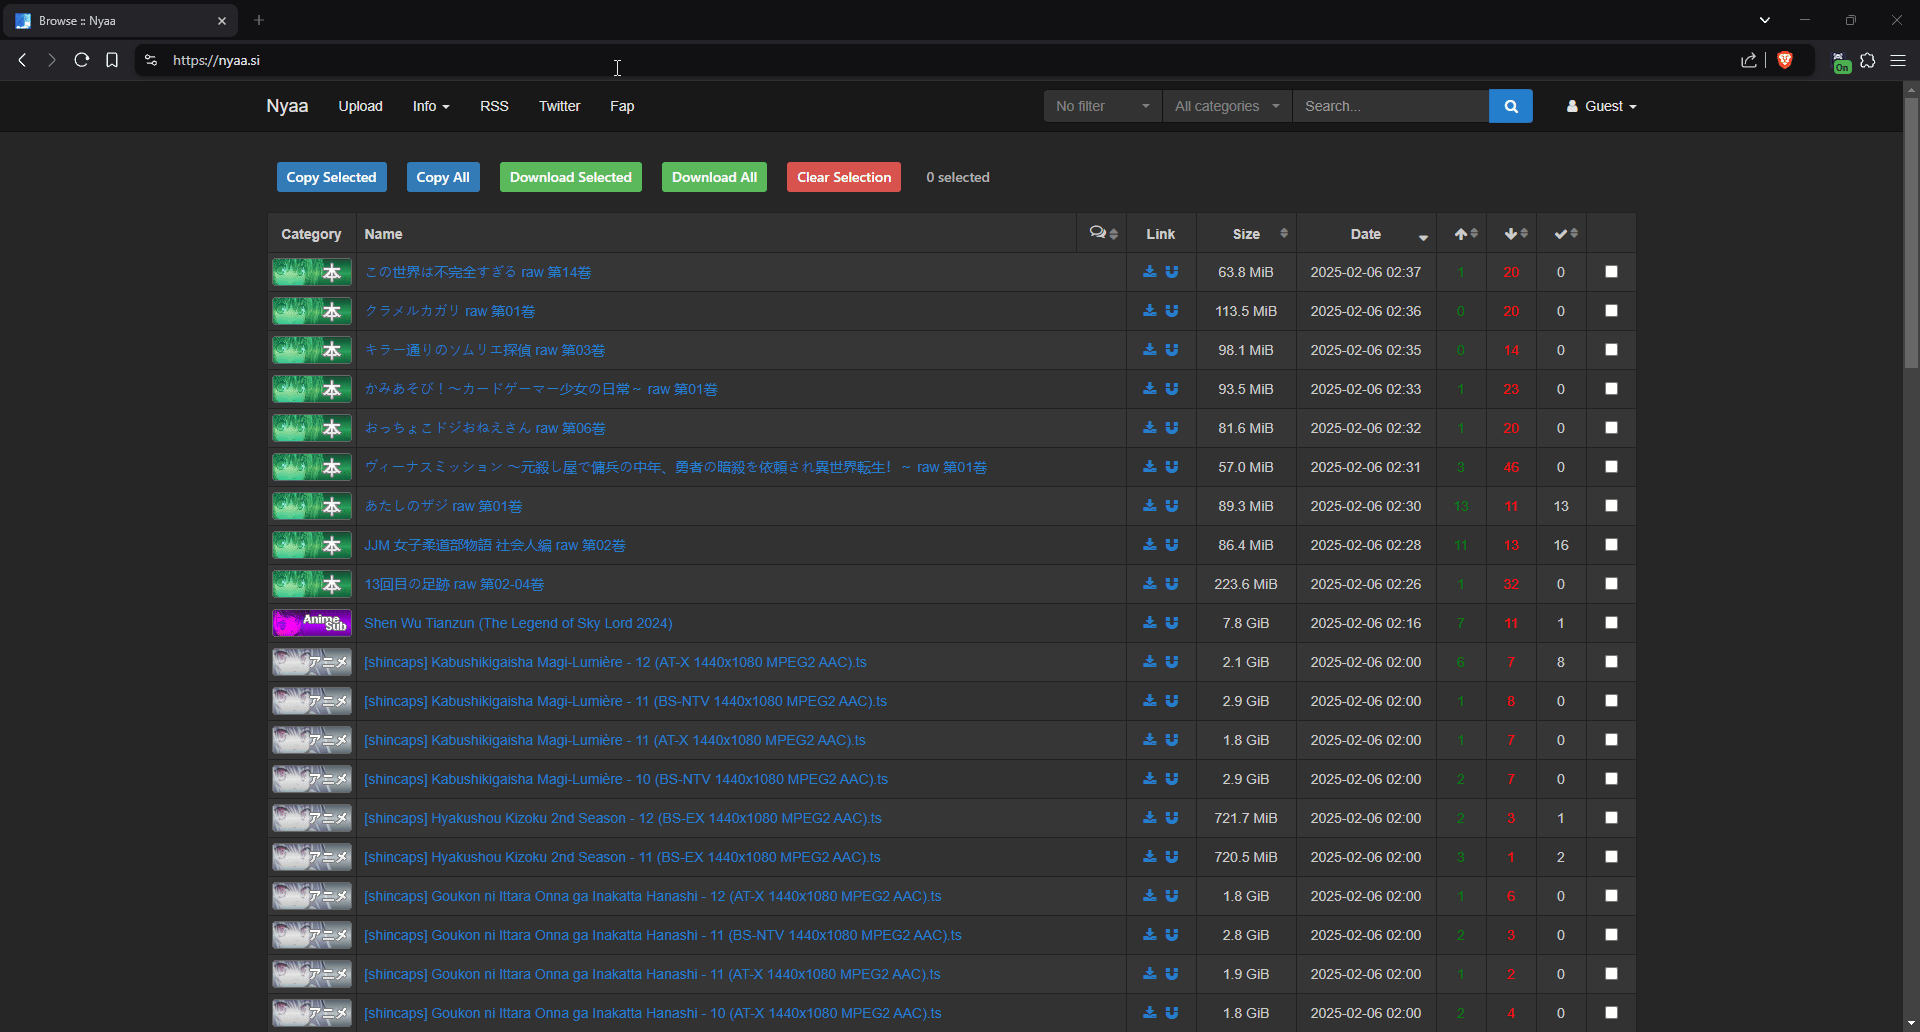 Browse :: Nyaa
https://nyaa.si
On
Nyaa Upload Info RSS Twitter Fap No filter All categories Search... Guest
Copy Selected Copy All Download Selected Download All Clear Selection 0 selected
Category Name Link Size Date
本 この世界は不完全すぎる raw 第14巻 63.8 MiB 2025-02-06 02:37 1 20 0
本 クラメルカガリ raw 第01巻 113.5 MiB 2025-02-06 02:36 0 20 0
本 キラー通りのソムリエ探偵 raw 第03巻 98.1 MiB 2025-02-06 02:35 0 14 0
本 かみあそび！～カードゲーマー少女の日常～ raw 第01巻 93.5 MiB 2025-02-06 02:33 1 23 0
本 おっちょこドジおねえさん raw 第06巻 81.6 MiB 2025-02-06 02:32 1 20 0
本 ヴィーナスミッション ～元殺し屋で傭兵の中年、勇者の暗殺を依頼され異世界転生！～ raw 第01巻 57.0 MiB 2025-02-06 02:31 3 46 0
本 あたしのザジ raw 第01巻 89.3 MiB 2025-02-06 02:30 13 11 13
本 JJM 女子柔道部物語 社会人編 raw 第02巻 86.4 MiB 2025-02-06 02:28 11 13 16
本 13回目の足跡 raw 第02-04巻 223.6 MiB 2025-02-06 02:26 1 32 0
Anime Sub Shen Wu Tianzun (The Legend of Sky Lord 2024) 7.8 GiB 2025-02-06 02:16 7 11 1
アニメ [shincaps] Kabushikigaisha Magi-Lumière - 12 (AT-X 1440x1080 MPEG2 AAC).ts 2.1 GiB 2025-02-06 02:00 6 7 8
アニメ [shincaps] Kabushikigaisha Magi-Lumière - 11 (BS-NTV 1440x1080 MPEG2 AAC).ts 2.9 GiB 2025-02-06 02:00 1 8 0
アニメ [shincaps] Kabushikigaisha Magi-Lumière - 11 (AT-X 1440x1080 MPEG2 AAC).ts 1.8 GiB 2025-02-06 02:00 1 7 0
アニメ [shincaps] Kabushikigaisha Magi-Lumière - 10 (BS-NTV 1440x1080 MPEG2 AAC).ts 2.9 GiB 2025-02-06 02:00 2 7 0
アニメ [shincaps] Hyakushou Kizoku 2nd Season - 12 (BS-EX 1440x1080 MPEG2 AAC).ts 721.7 MiB 2025-02-06 02:00 2 3 1
アニメ [shincaps] Hyakushou Kizoku 2nd Season - 11 (BS-EX 1440x1080 MPEG2 AAC).ts 720.5 MiB 2025-02-06 02:00 3 1 2
アニメ [shincaps] Goukon ni Ittara Onna ga Inakatta Hanashi - 12 (AT-X 1440x1080 MPEG2 AAC).ts 1.8 GiB 2025-02-06 02:00 1 6 0
アニメ [shincaps] Goukon ni Ittara Onna ga Inakatta Hanashi - 11 (BS-NTV 1440x1080 MPEG2 AAC).ts 2.8 GiB 2025-02-06 02:00 2 3 0
アニメ [shincaps] Goukon ni Ittara Onna ga Inakatta Hanashi - 11 (AT-X 1440x1080 MPEG2 AAC).ts 1.9 GiB 2025-02-06 02:00 1 2 0
アニメ [shincaps] Goukon ni Ittara Onna ga Inakatta Hanashi - 10 (AT-X 1440x1080 MPEG2 AAC).ts 1.8 GiB 2025-02-06 02:00 2 4 0